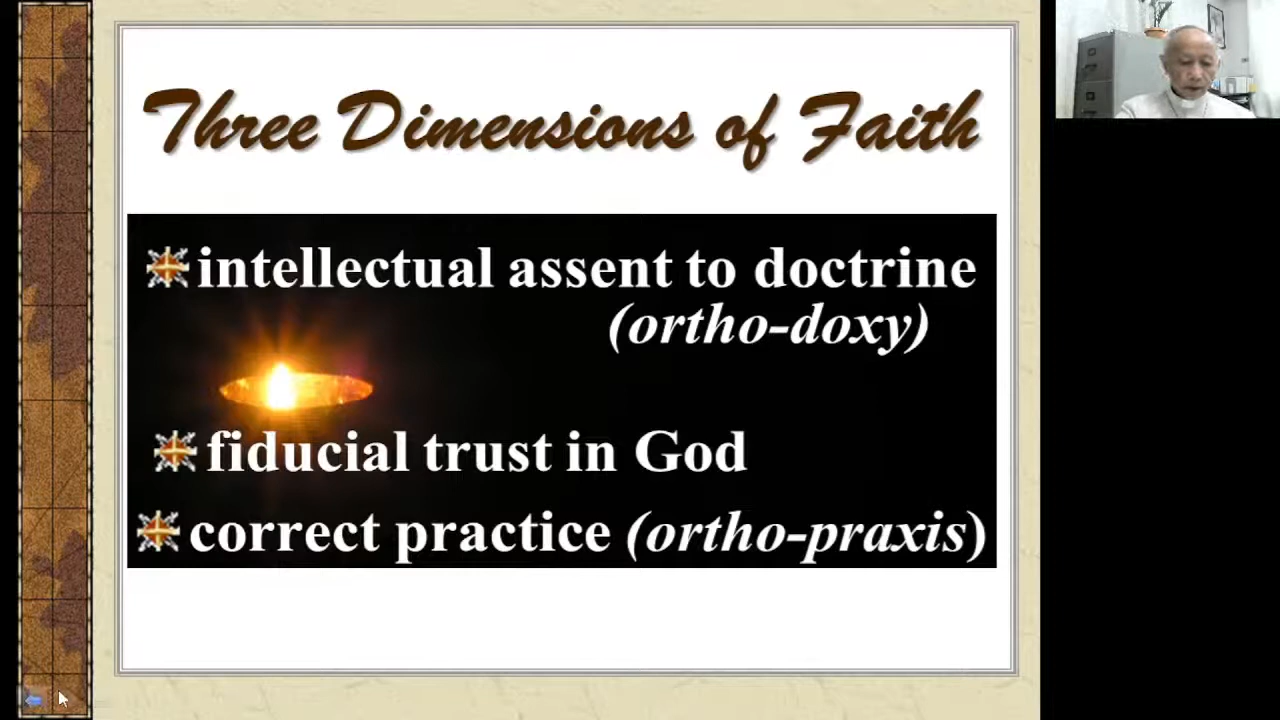 Three Dimensions of Faith
intellectual assent to doctrine
(ortho-doxy)
fiducial trust in God
correct practice (ortho-praxis)